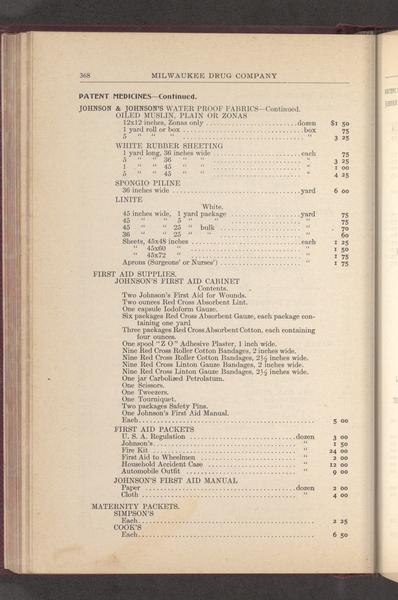 368 MILWAUKEE DRUG COMPANY
PATENT MEDICINES—Continued.
JOHNSON & JOHNSON'S WATER PROOF FABRICS—Continued.
OILED MUSLIN, PLAIN OR ZONAS
12x12 inches, Zonas only dozen $1 50
1 yard roll or box box 75
5 " " " " 3 25
WHITE RUBBER SHEETING
1 yard long, 36 inches wide each 75
5 " " 36 " " 3 25
1 " " 45 " " 1 00
5 " " 45 " " 4 25
SPONGIO PILINE
36 inches wide yard 6 00
LINITE
White.
45 inches wide, 1 yard package yard 75
45 " " 5 " " " 75
45 " " 25 " bulk " 70
36 " " 25 " " " 60
Sheets, 45x48 inches each 1 25
" 45x60 " " 1 50
" 45x72 " " 1 75
Aprons (Surgeons' or Nurses') " 1 75
FIRST AID SUPPLIES.
JOHNSON'S FIRST AID CABINET
Contents.
Two Johnson's First Aid for Wounds.
Two ounces Red Cross Absorbent Lint.
One capsule Iodoform Gauze.
Six packages Red Cross Absorbent Gauze, each package con-
taining one yard
Three packages Red Cross Absorbent Cotton, each containing
four ounces.
One spool "Z O" Adhesive Plaster, 1 inch wide.
Nine Red Cross Roller Cotton Bandages, 2 inches wide.
Nine Red Cross Roller Cotton Bandages, 2½ inches wide.
Nine Red Cross Linton Gauze Bandages, 2 inches wide.
Nine Red Cross Linton Gauze Bandages, 2½ inches wide.
One jar Carbolized Petrolatum.
One Scissors.
One Tweezers.
One Tourniquet.
Two packages Safety Pins.
One Johnson's First Aid Manual.
Each 5 00
FIRST AID PACKETS
U. S. A. Regulation dozen 3 00
Johnson's " 1 50
Fire Kit " 24 00
First Aid to Wheelmen " 2 00
Household Accident Case " 12 00
Automobile Outfit " 9 00
JOHNSON'S FIRST AID MANUAL
Paper dozen 2 00
Cloth " 4 00
MATERNITY PACKETS.
SIMPSON'S
Each 2 25
COOK'S
Each 6 50